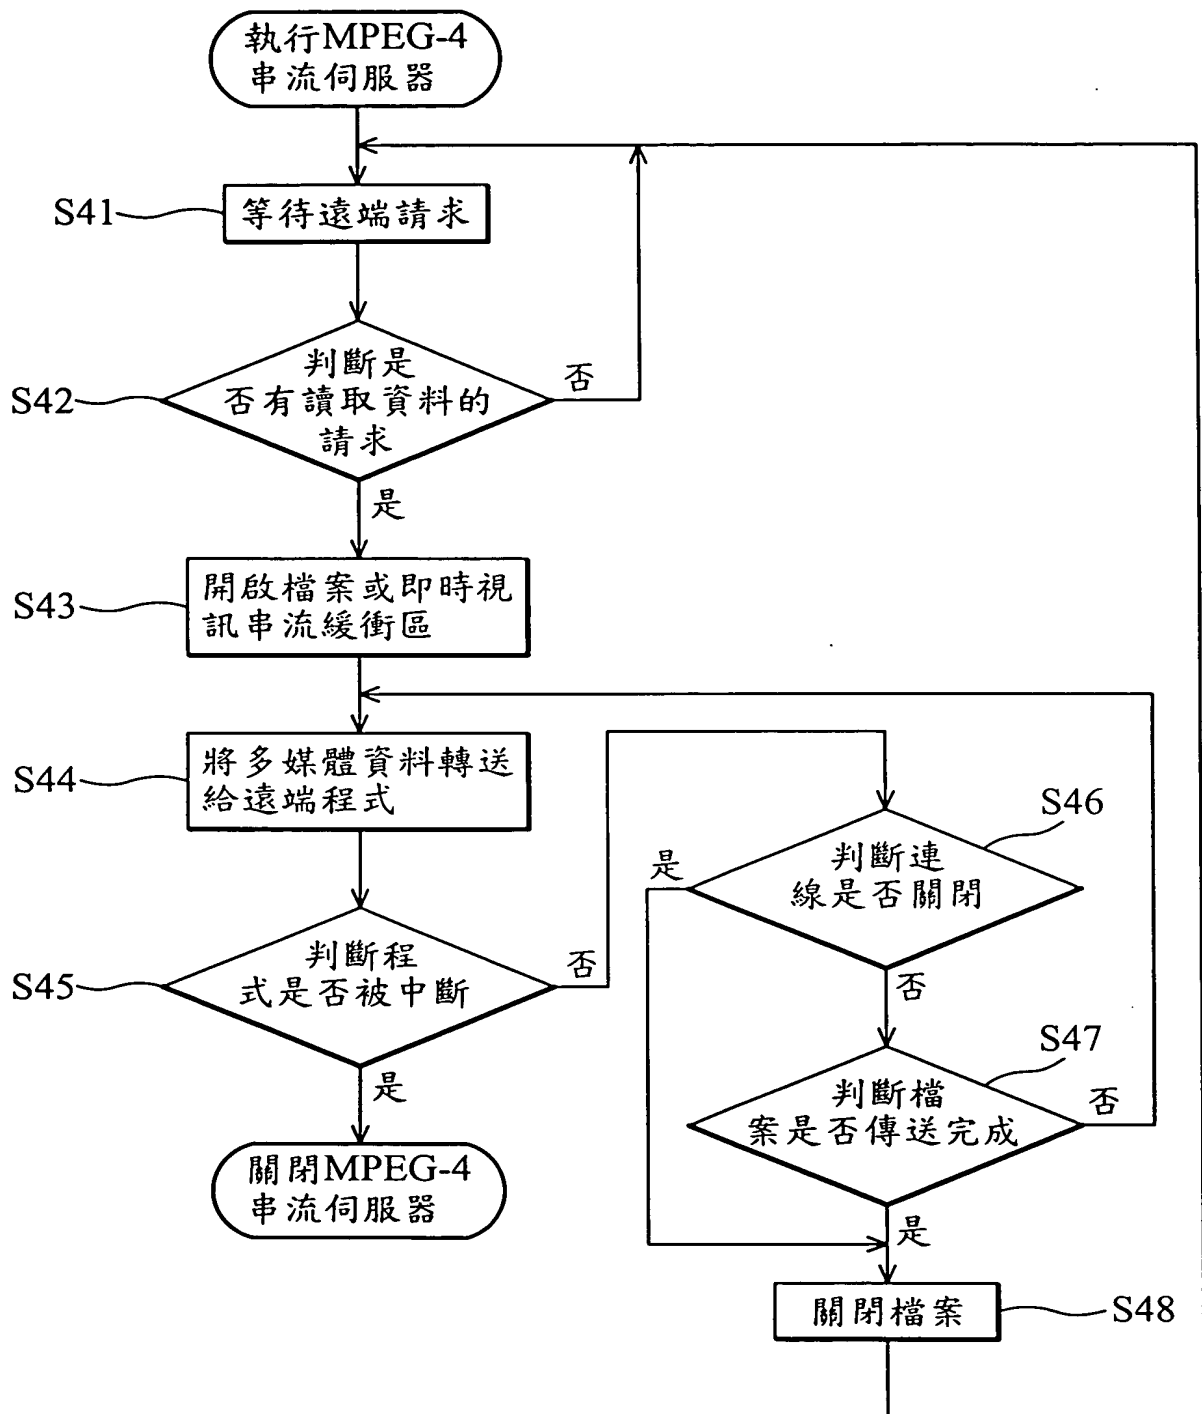 執行MPEG-4
串流伺服器
S41
等待遠端請求
S42
判斷是
否有讀取資料的
請求
否
是
S43
開啟檔案或即時視
訊串流緩衝區
S44
將多媒體資料轉送
給遠端程式
S45
判斷程
式是否被中斷
否
是
關閉MPEG-4
串流伺服器
S46
判斷連
線是否關閉
是
否
S47
判斷檔
案是否傳送完成
否
是
關閉檔案
S48